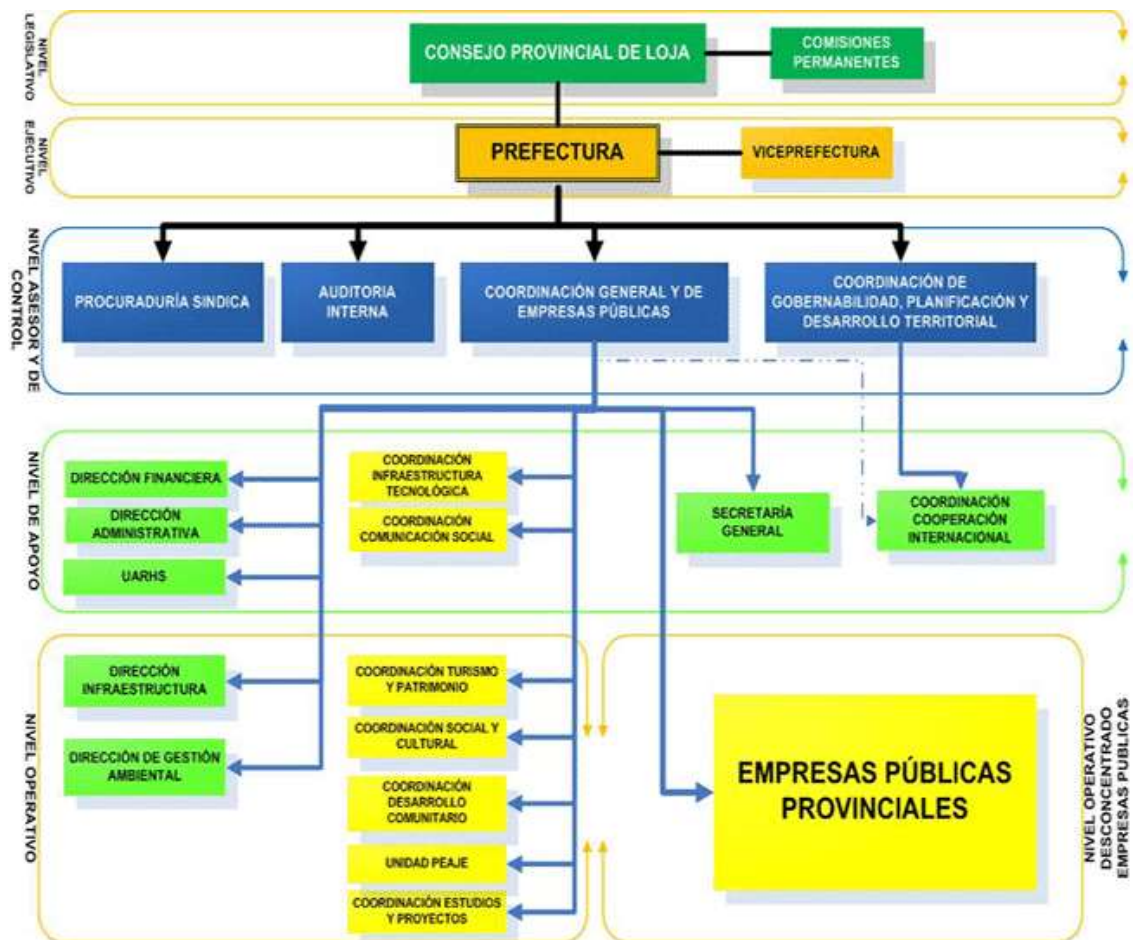 NIVEL
LEGISLATIVO
CONSEJO PROVINCIAL DE LOJA
COMISIONES
PERMANENTES
NIVEL
EJECUTIVO
PREFECTURA
VICEPREFECTURA
NIVEL ASESOR Y DE
CONTROL
PROCURADURÍA SINDICA
AUDITORIA
INTERNA
COORDINACIÓN GENERAL Y DE
EMPRESAS PÚBLICAS
COORDINACIÓN DE
GOBERNABILIDAD, PLANIFICACIÓN Y
DESARROLLO TERRITORIAL
NIVEL DE APOYO
DIRECCIÓN FINANCIERA
DIRECCIÓN
ADMINISTRATIVA
UARHS
COORDINACIÓN
INFRAESTRUCTURA
TECNOLÓGICA
COORDINACIÓN
COMUNICACIÓN SOCIAL
SECRETARÍA
GENERAL
COORDINACIÓN
COOPERACIÓN
INTERNACIONAL
NIVEL OPERATIVO
DIRECCIÓN
INFRAESTRUCTURA
DIRECCIÓN DE GESTIÓN
AMBIENTAL
COORDINACIÓN TURISMO
Y PATRIMONIO
COORDINACIÓN SOCIAL Y
CULTURAL
COORDINACIÓN
DESARROLLO
COMUNITARIO
UNIDAD PEAJE
COORDINACIÓN ESTUDIOS
Y PROYECTOS
EMPRESAS PÚBLICAS
PROVINCIALES
NIVEL OPERATIVO
DESCONCENTRADO
EMPRESAS PUBLICAS